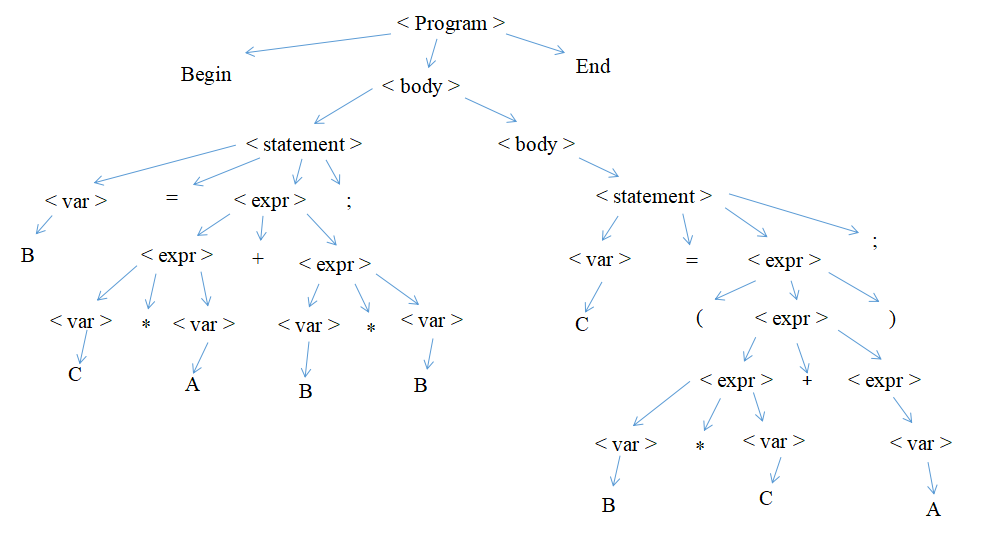 < Program >
Begin
End
< body >
< statement > < body >
< var > = < expr > ; < statement >
B < expr > + < expr > < var > = < expr > ;
< var > * < var > < var > * < var > C ( < expr > )
C A B B < expr > + < expr >
< var > * < var > < var >
B C A